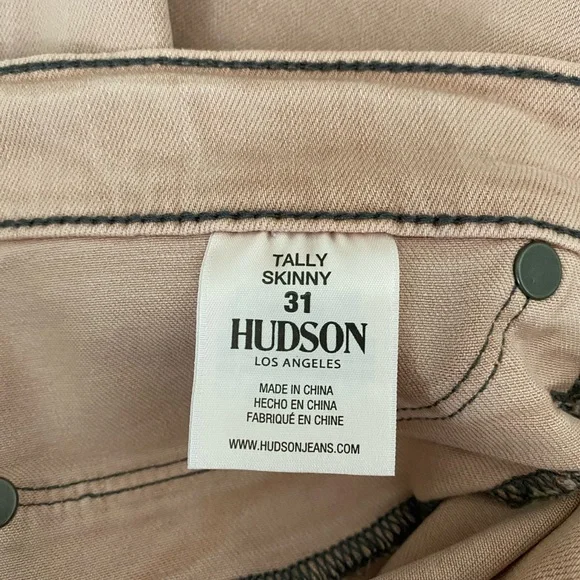 TALLY
SKINNY
31
HUDSON
LOS ANGELES
MADE IN CHINA
HECHO EN CHINA
FABRIQUÉ EN CHINE
WWW.HUDSONJEANS.COM